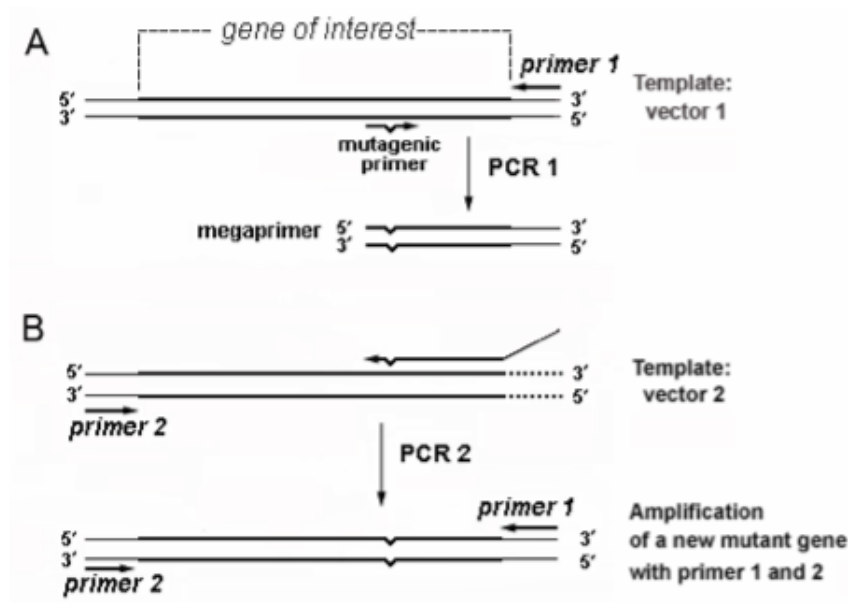 A
gene of interest
primer 1
Template:
vector 1
5′ 3′
3′ 5′
mutagenic
primer
PCR 1
megaprimer 5′ 3′
3′ 5′
B
5′ 3′
Template:
vector 2
3′ 5′
primer 2
PCR 2
primer 1
Amplification
of a new mutant gene
with primer 1 and 2
5′ 3′
3′ 5′
primer 2